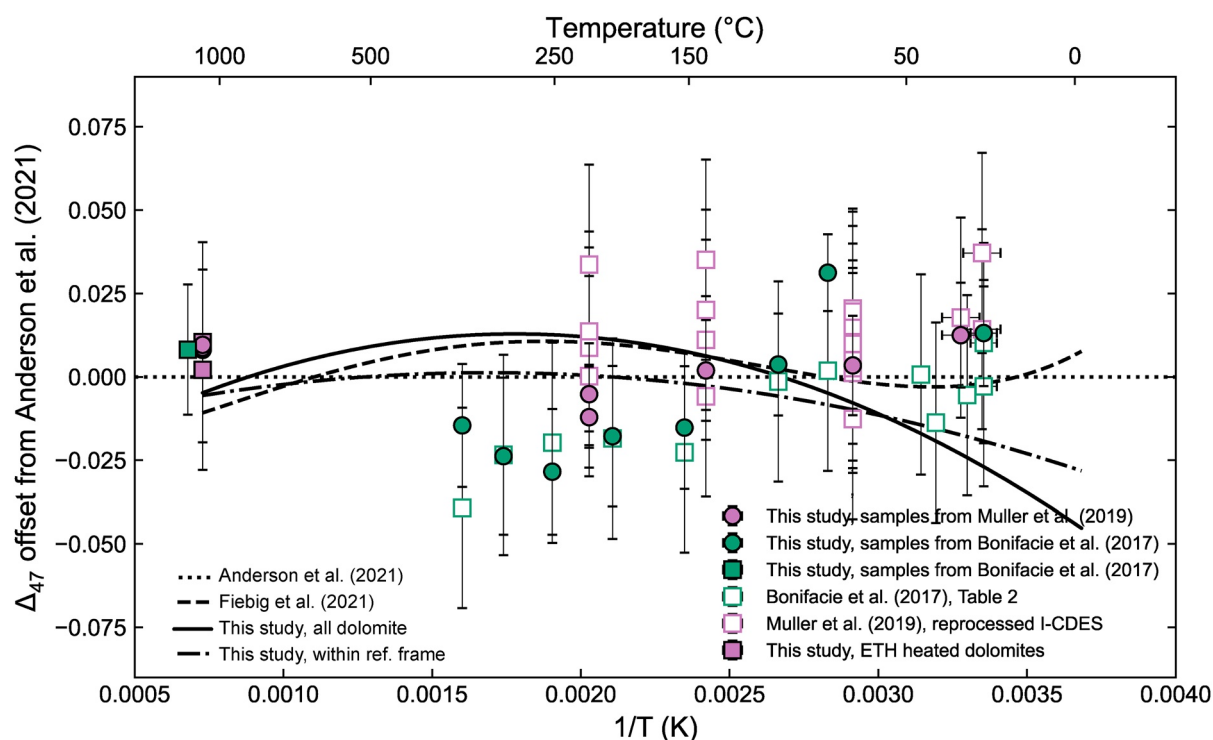 Temperature (°C)
1000 500 250 150 50 0
Δ47 offset from Anderson et al. (2021)
0.075
0.050
0.025
0.000
−0.025
−0.050
−0.075
Anderson et al. (2021)
Fiebig et al. (2021)
This study, all dolomite
This study, within ref. frame
This study, samples from Muller et al. (2019)
This study, samples from Bonifacie et al. (2017)
This study, samples from Bonifacie et al. (2017)
Bonifacie et al. (2017), Table 2
Muller et al. (2019), reprocessed I-CDES
This study, ETH heated dolomites
0.0005 0.0010 0.0015 0.0020 0.0025 0.0030 0.0035 0.0040
1/T (K)